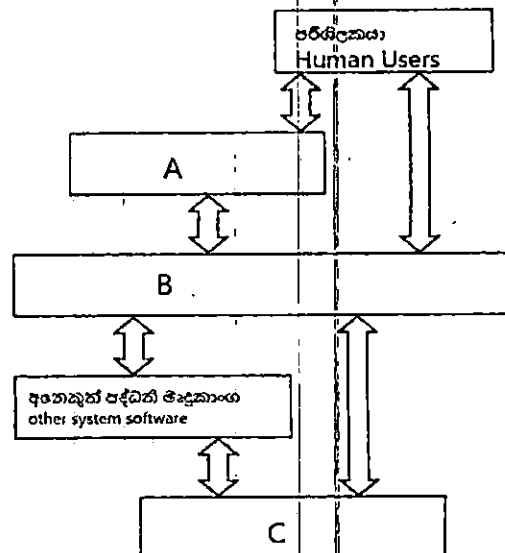 පරිශීලකයා
Human Users
A
B
අනෙකුත් පද්ධති මෘදුකාංග
other system software
C